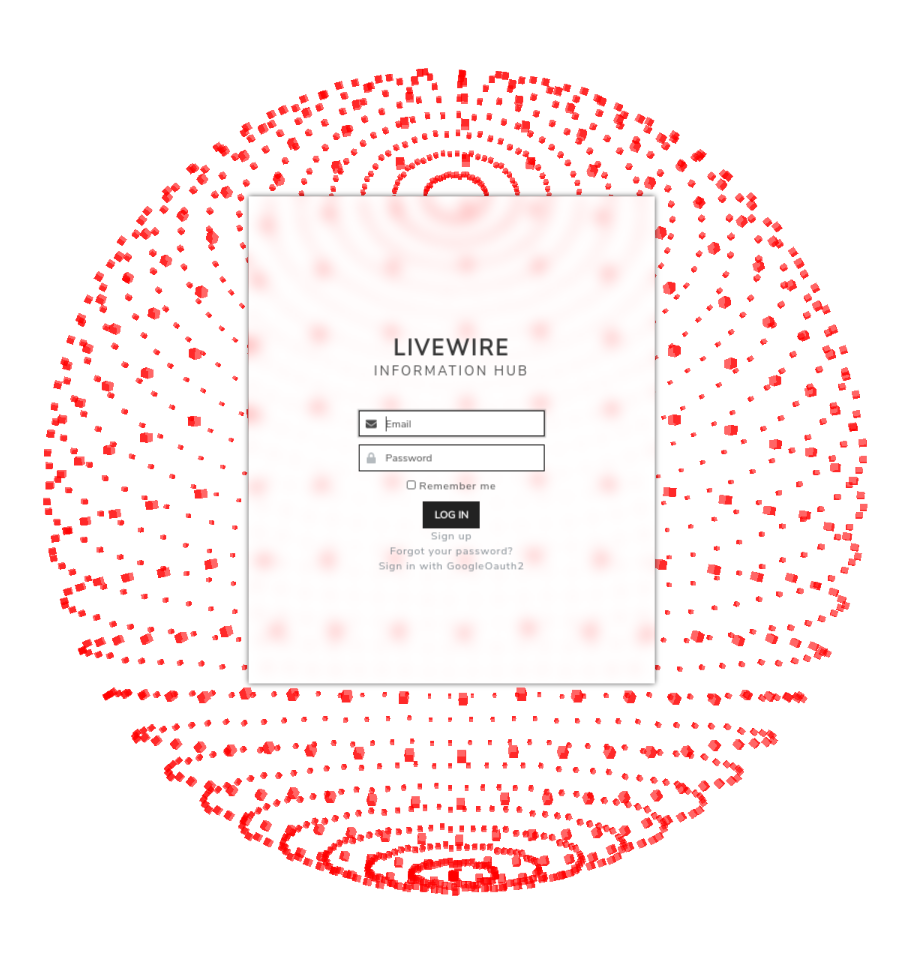 LIVEWIRE
INFORMATION HUB
Email
Password
Remember me
LOG IN
Sign up
Forgot your password?
Sign in with GoogleOauth2